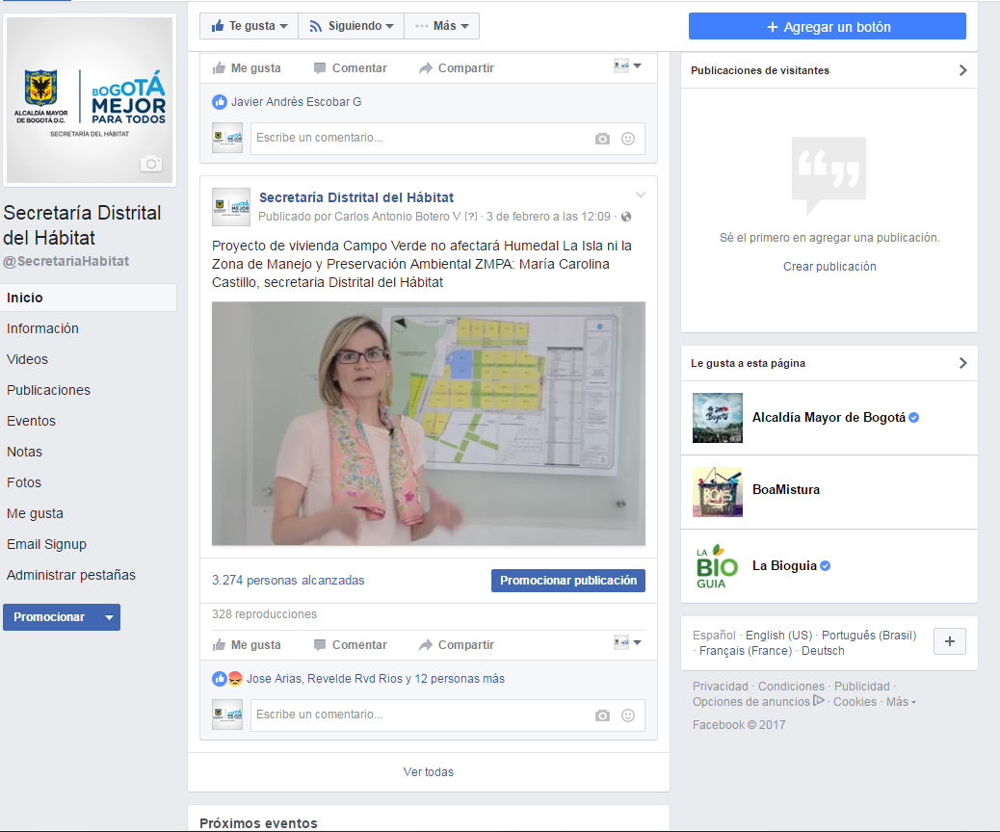 BOGOTÁ
MEJOR
PARA TODOS
ALCALDÍA MAYOR
DE BOGOTÁ D.C.
SECRETARÍA DEL HÁBITAT
Secretaría Distrital
del Hábitat
@SecretariaHabitat
Inicio
Información
Videos
Publicaciones
Eventos
Notas
Fotos
Me gusta
Email Signup
Administrar pestañas
Promocionar
Te gusta
Siguiendo
Más
Me gusta Comentar Compartir
Javier Andrés Escobar G
Escribe un comentario...
Secretaría Distrital de Hábitat
Publicado por Carlos Antonio Botero V [?] · 3 de febrero a las 12:09 ·
Proyecto de vivienda Campo Verde no afectará Humedal La Isla ni la
Zona de Manejo y Preservación Ambiental ZMPA: María Carolina
Castillo, secretaria Distrital del Hábitat
3.274 personas alcanzadas
Promocionar publicación
328 reproducciones
Me gusta Comentar Compartir
Jose Arias, Revelde Rvd Rios y 12 personas más
Escribe un comentario...
Ver todas
Próximos eventos
+ Agregar un botón
Publicaciones de visitantes
Sé el primero en agregar una publicación.
Crear publicación
Le gusta a esta página
Alcaldía Mayor de Bogotá
BoaMistura
LA
BIO
GUIA
La Bioguia
Español · English (US) · Português (Brasil)
· Français (France) · Deutsch
+
Privacidad · Condiciones · Publicidad ·
Opciones de anuncios · Cookies · Más
Facebook © 2017